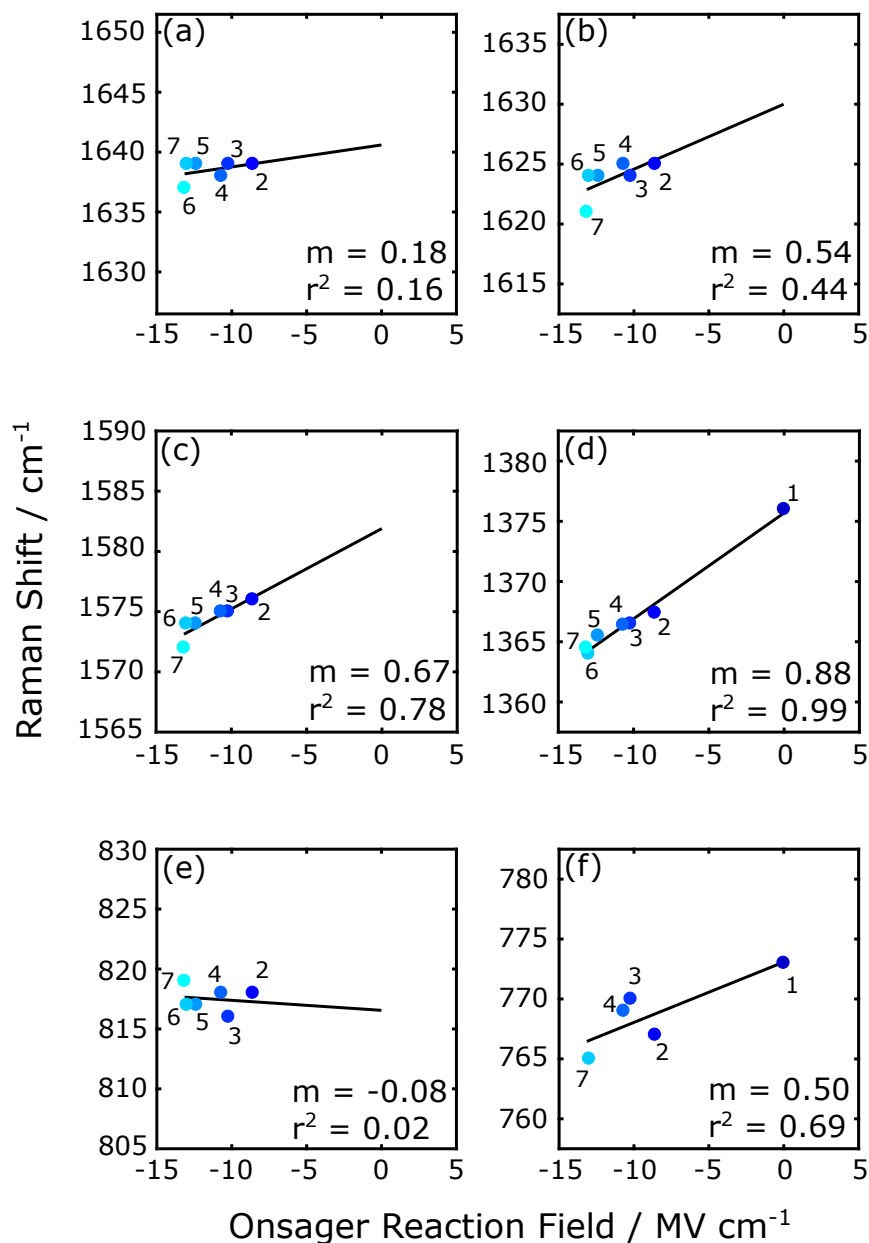 (a)
1650
1645
1640
1635
1630
7 5 3
6 4 2
m = 0.18
r² = 0.16
-15 -10 -5 0 5
(b)
1635
1630
1625
1620
1615
6 5 4
7 3 2
m = 0.54
r² = 0.44
-15 -10 -5 0 5
Raman Shift / cm⁻¹
(c)
1590
1585
1580
1575
1570
1565
6 5 4 3 2
7
m = 0.67
r² = 0.78
-15 -10 -5 0 5
(d)
1380
1375
1370
1365
1360
1
7 5 4
6 3 2
m = 0.88
r² = 0.99
-15 -10 -5 0 5
(e)
830
825
820
815
810
805
7 4 2
6 5 3
m = -0.08
r² = 0.02
-15 -10 -5 0 5
(f)
780
775
770
765
760
3
4 2 1
7
m = 0.50
r² = 0.69
-15 -10 -5 0 5
Onsager Reaction Field / MV cm⁻¹